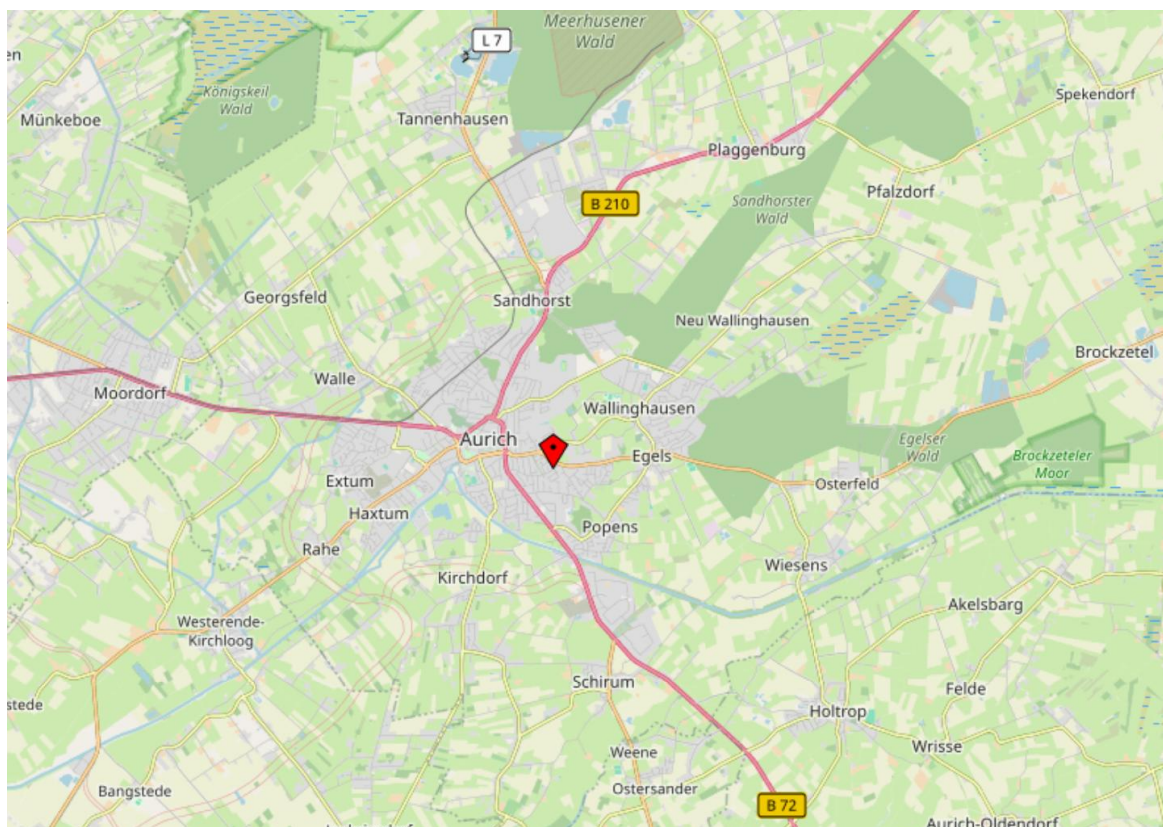 Meerhusener
Wald
L 7
en
Königskeil
Wald
Münkeboe
Tannenhausen
Spekendorf
Plaggenburg
Pfalzdorf
B 210
Sandhorster
Wald
Georgsfeld
Sandhorst
Neu Wallinghausen
Brockzetel
Walle
Moordorf
Wallinghausen
Aurich
Egels
Egelser
Wald
Brockzeteler
Moor
Extum
Osterfeld
Haxtum
Popens
Rahe
Wiesens
Kirchdorf
Akelsbarg
Westerende-
Kirchloog
Schirum
Felde
stede
Holtrop
Wrisse
Weene
Ostersander
Bangstede
B 72
Aurich-Oldendorf